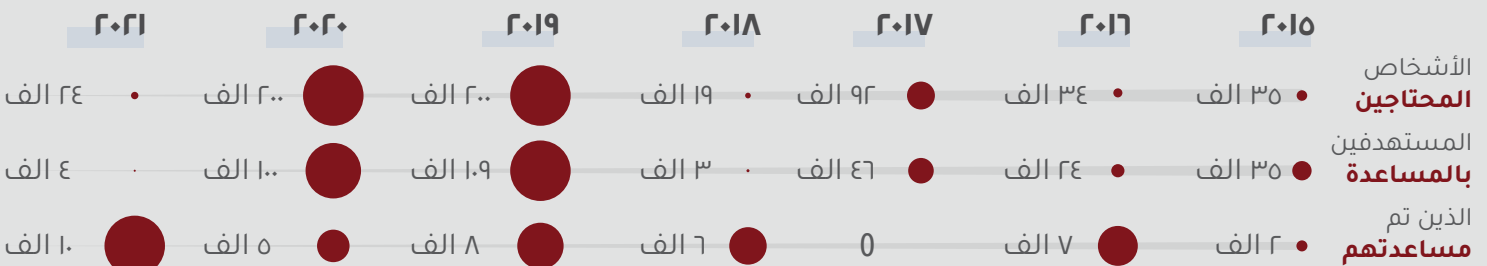 ٢٠١٥ ٢٠١٦ ٢٠١٧ ٢٠١٨ ٢٠١٩ ٢٠٢٠ ٢٠٢١
الأشخاص
المحتاجين
٣٥ الف ٣٤ الف ٩٢ الف ١٩ الف ٢٠٠ الف ٢٠٠ الف ٢٤ الف
المستهدفين
بالمساعدة
٣٥ الف ٢٤ الف ٤٦ الف ٣ الف ١٠٩ الف ١٠٠ الف ٤ الف
الذين تم
مساعدتهم
٢ الف ٧ الف 0 ٦ الف ٨ الف ٥ الف ١٠ الف